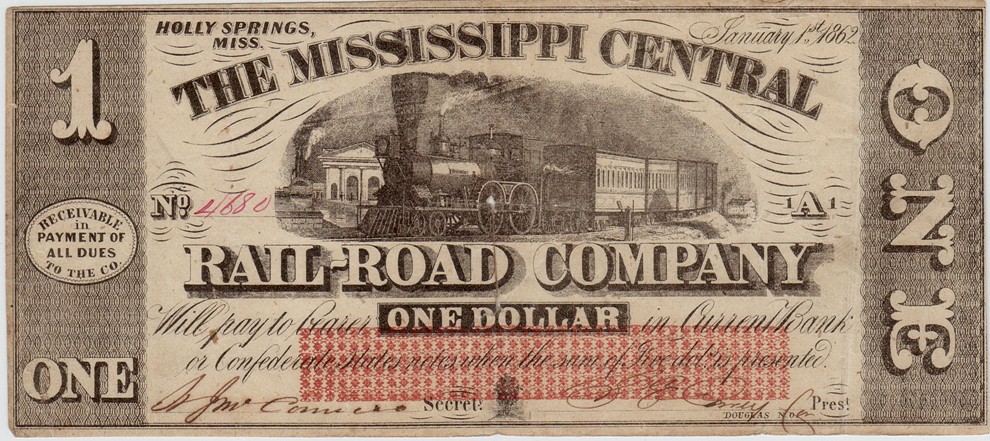 HOLLY SPRINGS,
MISS.
January 1st 1862
1
THE MISSISSIPPI CENTRAL
No. 4680
1A1
RECEIVABLE
in
PAYMENT OF
ALL DUES
TO THE CO.
RAIL-ROAD COMPANY
Will pay to bearer ONE DOLLAR in Current Bank
or Confederate states notes, when the sum of Five dols. is presented.
ONE
Secret.
Prest.
DOUGLAS N.O.
ONE